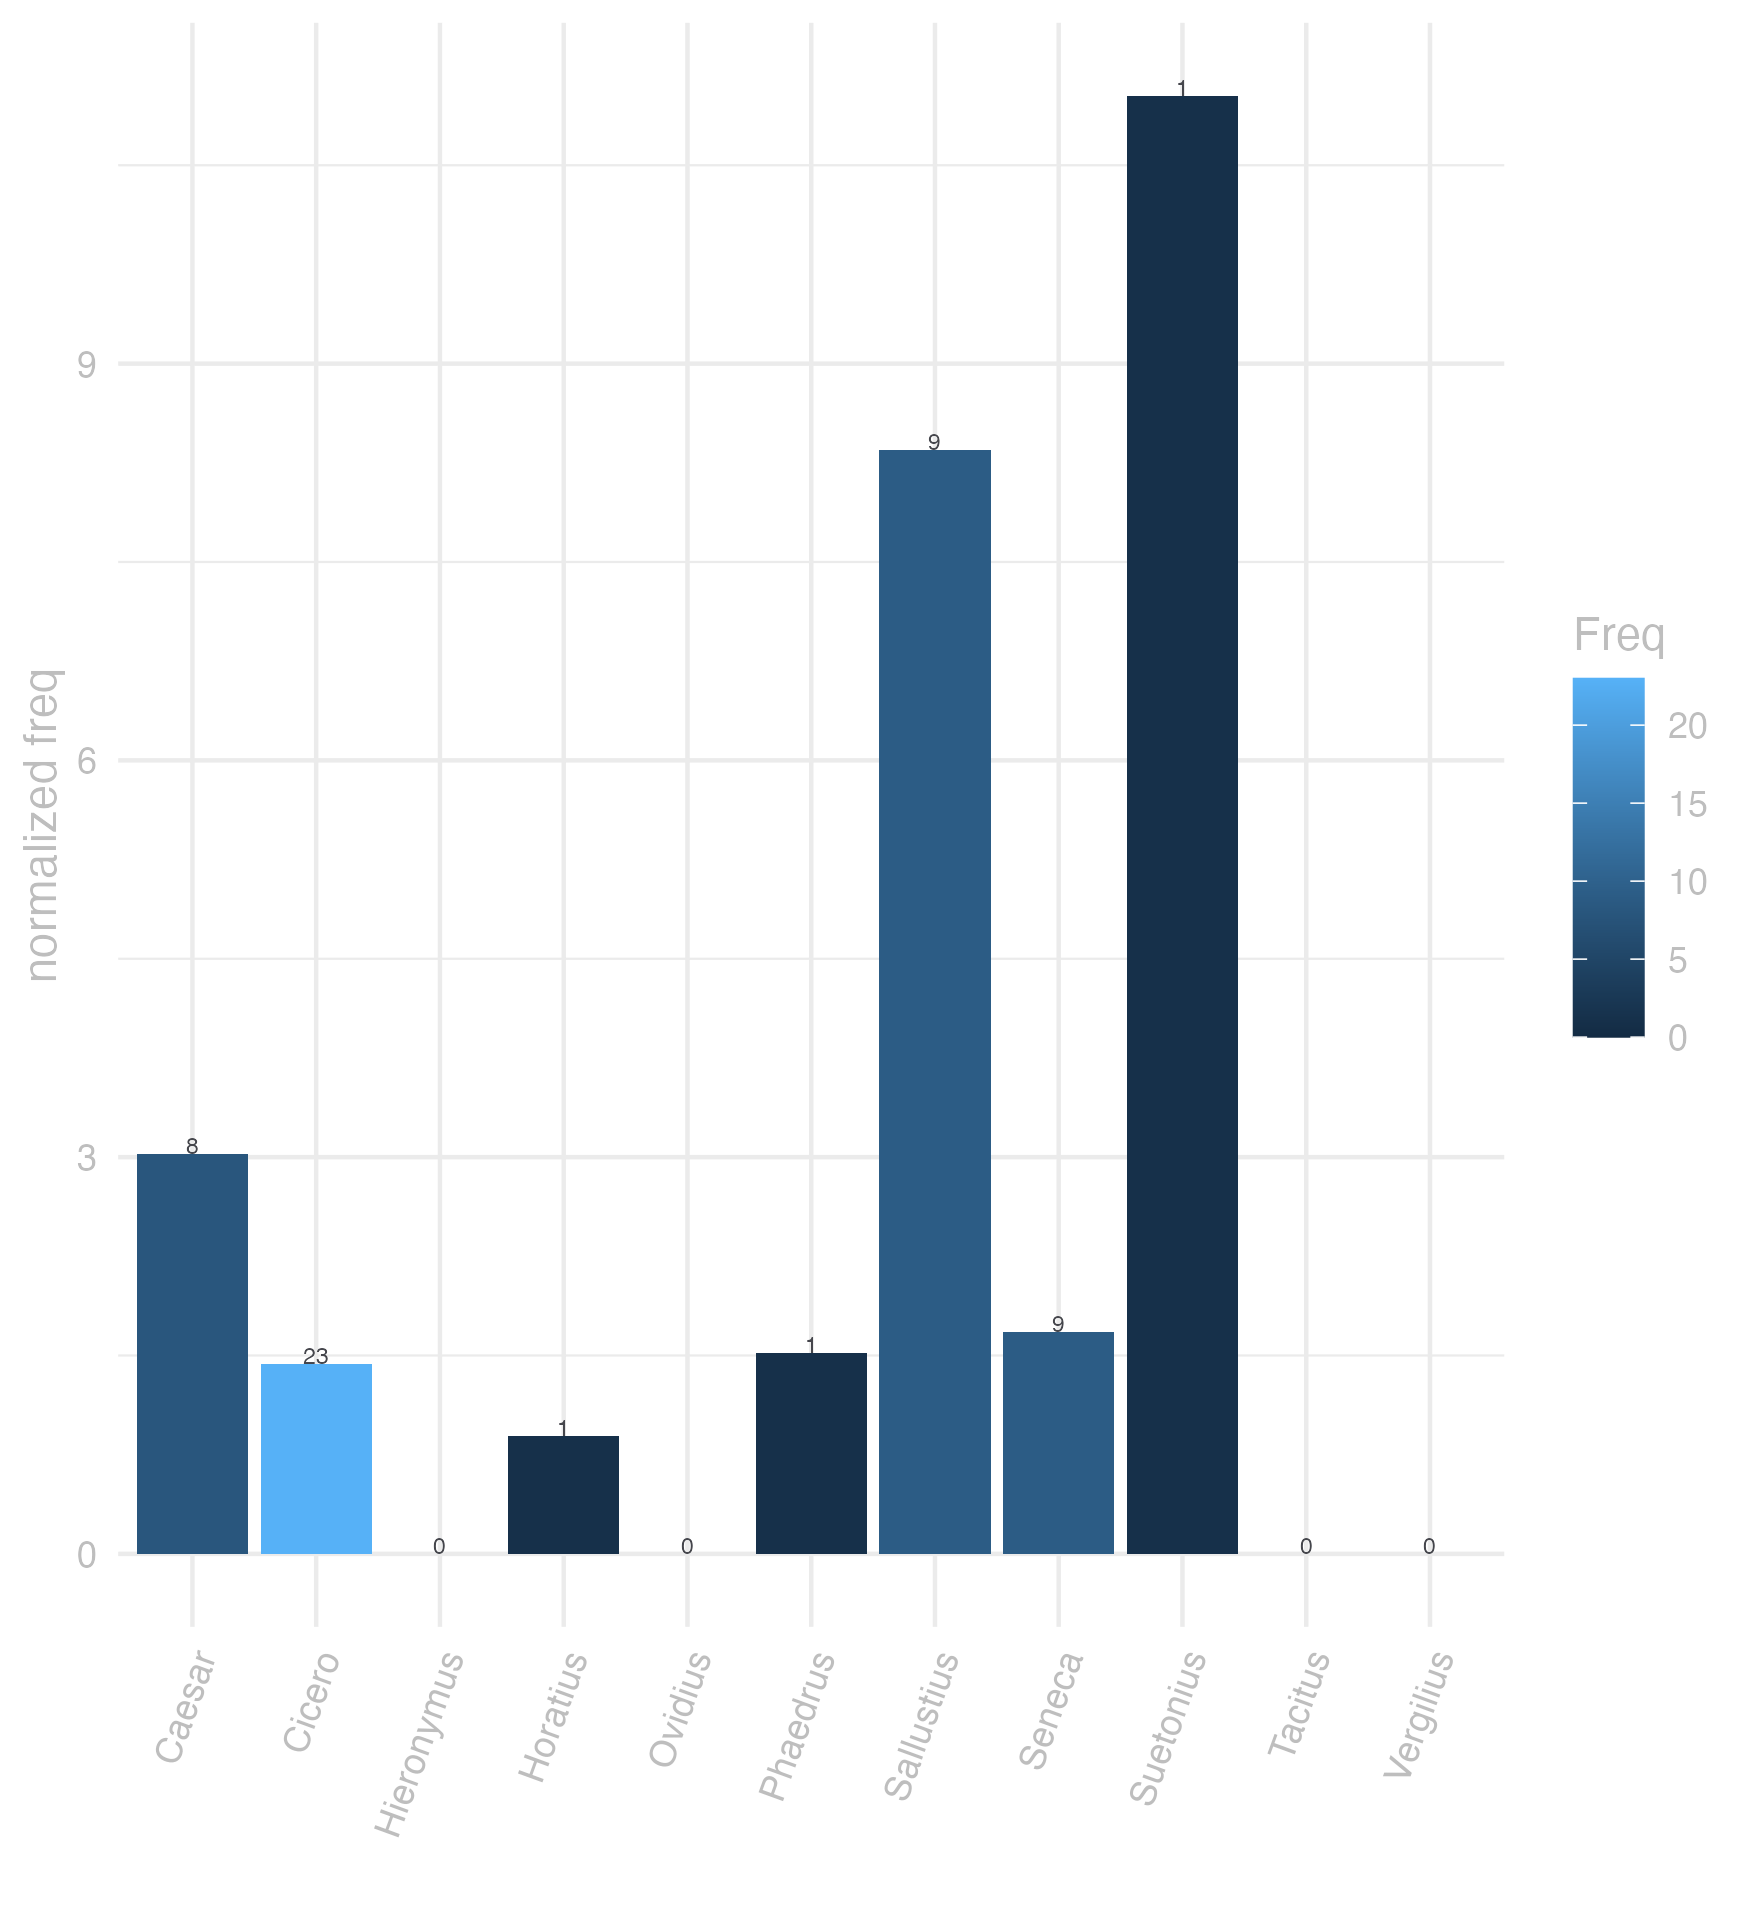 normalized freq
9
6
3
0
8
23
0
1
0
1
9
9
1
0
0
Caesar
Cicero
Hieronymus
Horatius
Ovidius
Phaedrus
Sallustius
Seneca
Suetonius
Tacitus
Vergilius
Freq
20
15
10
5
0